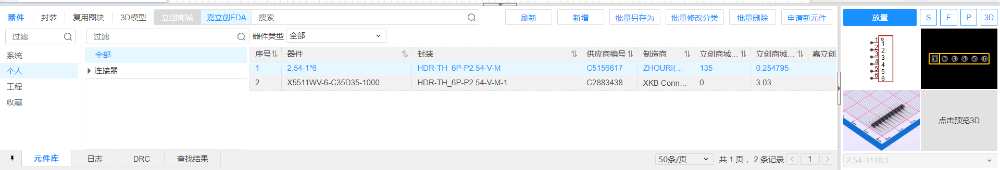 器件 封装 复用图块 3D模型 立创商城 嘉立创EDA 搜索 刷新 新增 批量另存为 批量修改分类 批量删除 申请新元件 放置 S F P 3D
过滤 过滤 器件类型 全部
系统
个人
工程
收藏
全部
连接器
序号 器件 封装 供应商编号 制造商 立创商城... 立创商城... 嘉立创
1 2.54-1*6 HDR-TH_6P-P2.54-V-M C5156617 ZHOURI(... 135 0.254795
2 X5511WV-6-C35D35-1000 HDR-TH_6P-P2.54-V-M-1 C2883438 XKB Conn... 0 3.03
1 1
2 2
3 3
4 4
5 5
6 6
1 2 3 4 5 6
点击预览3D
元件库 日志 DRC 查找结果 50条/页 共 1 页， 2 条记录 1 2.54-1*10.1